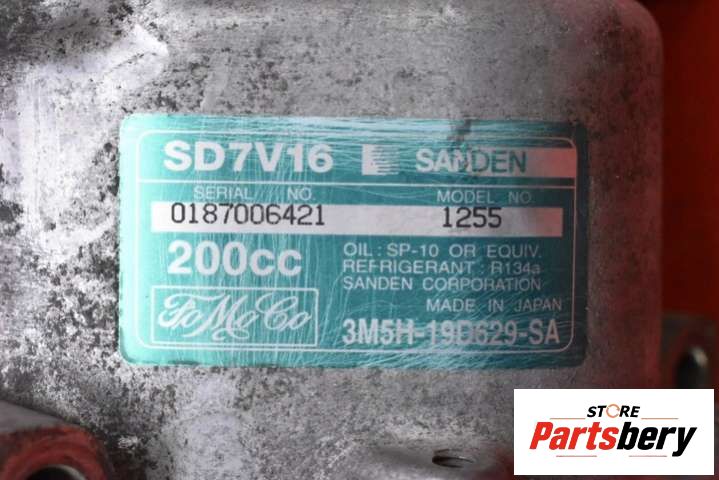 SD7V16 SANDEN
SERIAL NO. MODEL NO.
0187006421 1255
200cc
OIL : SP-10 OR EQUIV.
REFRIGERANT : R134a
SANDEN CORPORATION
MADE IN JAPAN
FoMoCo
3M5H-19D629-SA
STORE
Partsbery